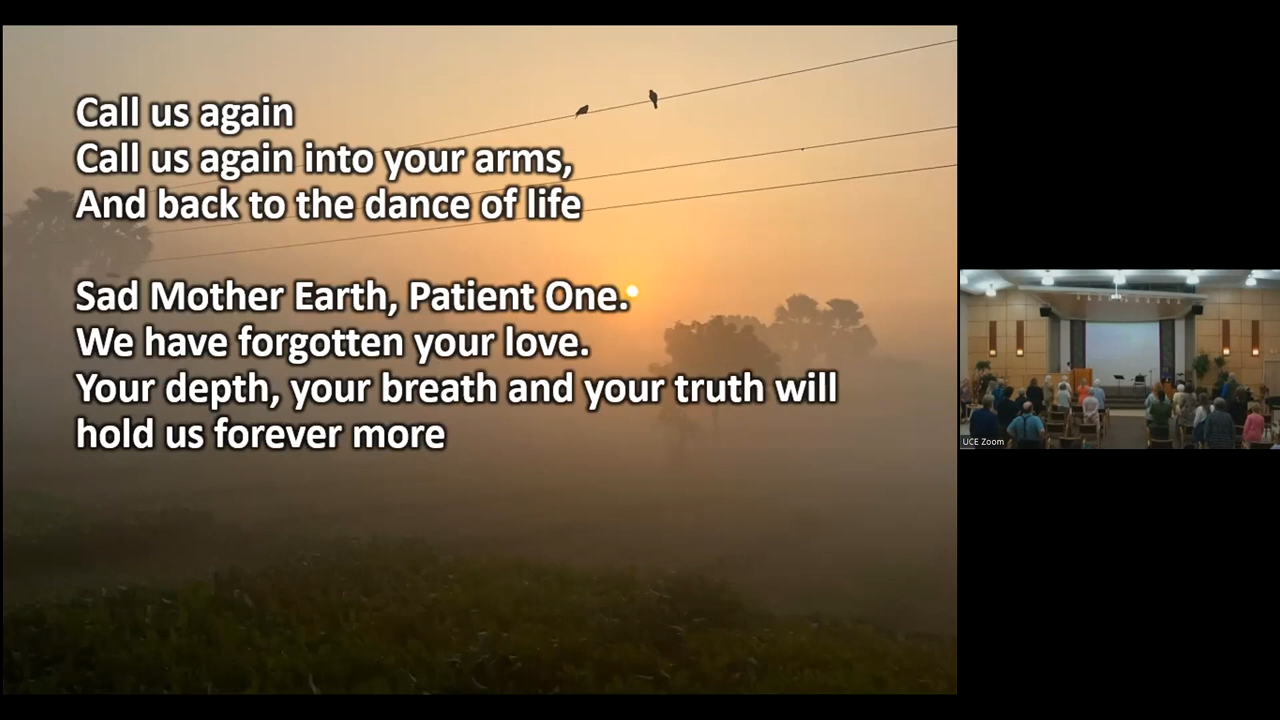 Call us again
Call us again into your arms,
And back to the dance of life
Sad Mother Earth, Patient One.
We have forgotten your love.
Your depth, your breath and your truth will
hold us forever more
UCE Zoom